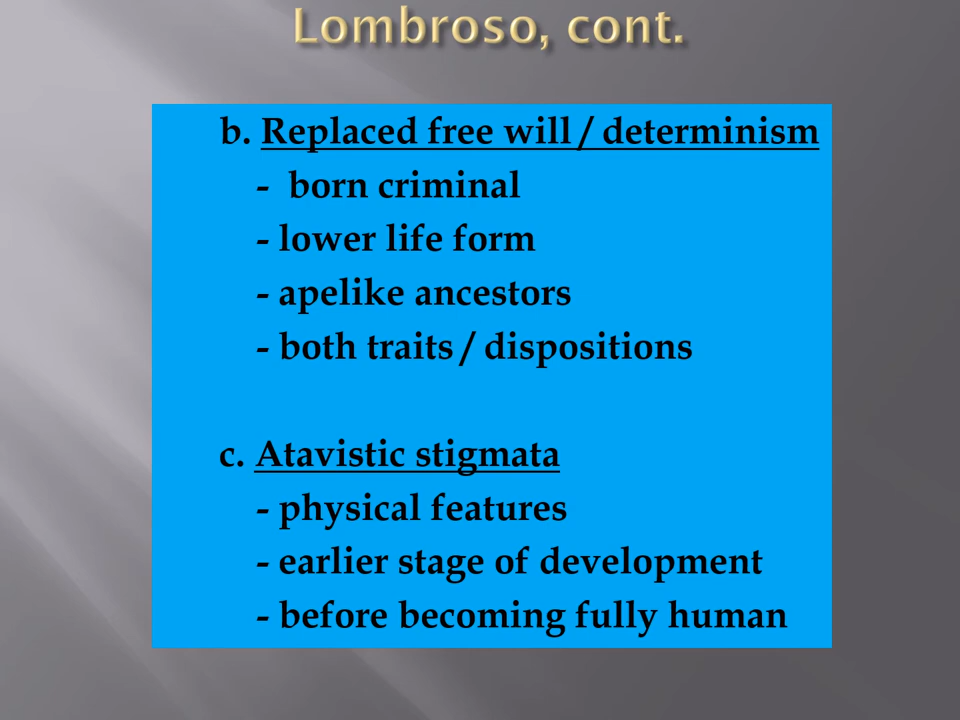 Lombroso, cont.
b. Replaced free will / determinism
- born criminal
- lower life form
- apelike ancestors
- both traits / dispositions
c. Atavistic stigmata
- physical features
- earlier stage of development
- before becoming fully human